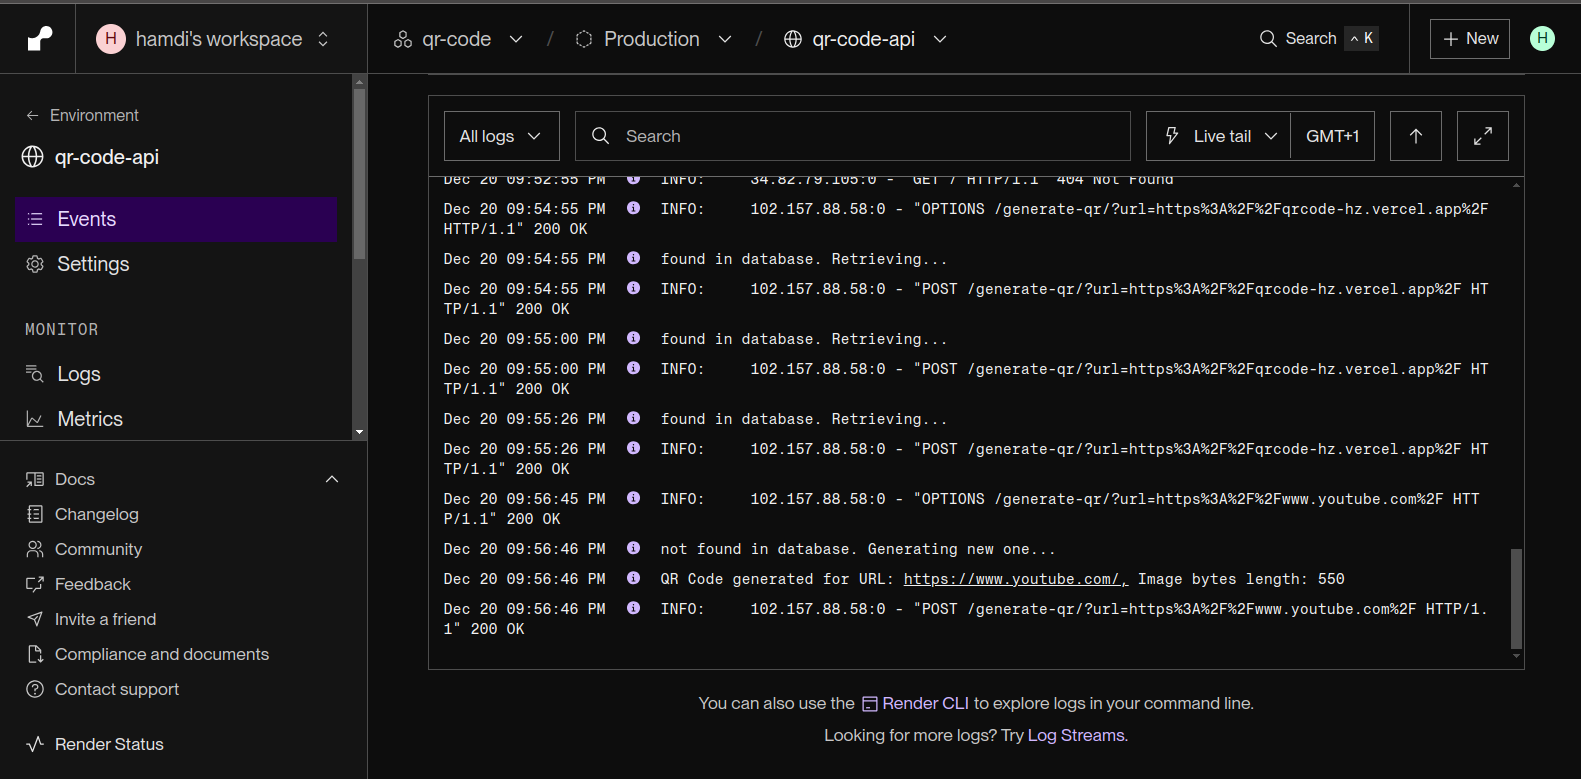 H hamdi's workspace
qr-code / Production / qr-code-api
Search ^ K
+ New
H
Environment
qr-code-api
Events
Settings
MONITOR
Logs
Metrics
Docs
Changelog
Community
Feedback
Invite a friend
Compliance and documents
Contact support
Render Status
All logs
Search
Live tail
GMT+1
Dec 20 09:52:55 PM INFO: 34.82.79.105:0 - "GET / HTTP/1.1" 404 Not Found
Dec 20 09:54:55 PM INFO: 102.157.88.58:0 - "OPTIONS /generate-qr/?url=https%3A%2F%2Fqrcode-hz.vercel.app%2F
HTTP/1.1" 200 OK
Dec 20 09:54:55 PM found in database. Retrieving...
Dec 20 09:54:55 PM INFO: 102.157.88.58:0 - "POST /generate-qr/?url=https%3A%2F%2Fqrcode-hz.vercel.app%2F HT
TP/1.1" 200 OK
Dec 20 09:55:00 PM found in database. Retrieving...
Dec 20 09:55:00 PM INFO: 102.157.88.58:0 - "POST /generate-qr/?url=https%3A%2F%2Fqrcode-hz.vercel.app%2F HT
TP/1.1" 200 OK
Dec 20 09:55:26 PM found in database. Retrieving...
Dec 20 09:55:26 PM INFO: 102.157.88.58:0 - "POST /generate-qr/?url=https%3A%2F%2Fqrcode-hz.vercel.app%2F HT
TP/1.1" 200 OK
Dec 20 09:56:45 PM INFO: 102.157.88.58:0 - "OPTIONS /generate-qr/?url=https%3A%2F%2Fwww.youtube.com%2F HTT
P/1.1" 200 OK
Dec 20 09:56:46 PM not found in database. Generating new one...
Dec 20 09:56:46 PM QR Code generated for URL: https://www.youtube.com/, Image bytes length: 550
Dec 20 09:56:46 PM INFO: 102.157.88.58:0 - "POST /generate-qr/?url=https%3A%2F%2Fwww.youtube.com%2F HTTP/1.
1" 200 OK
You can also use the Render CLI to explore logs in your command line.
Looking for more logs? Try Log Streams.